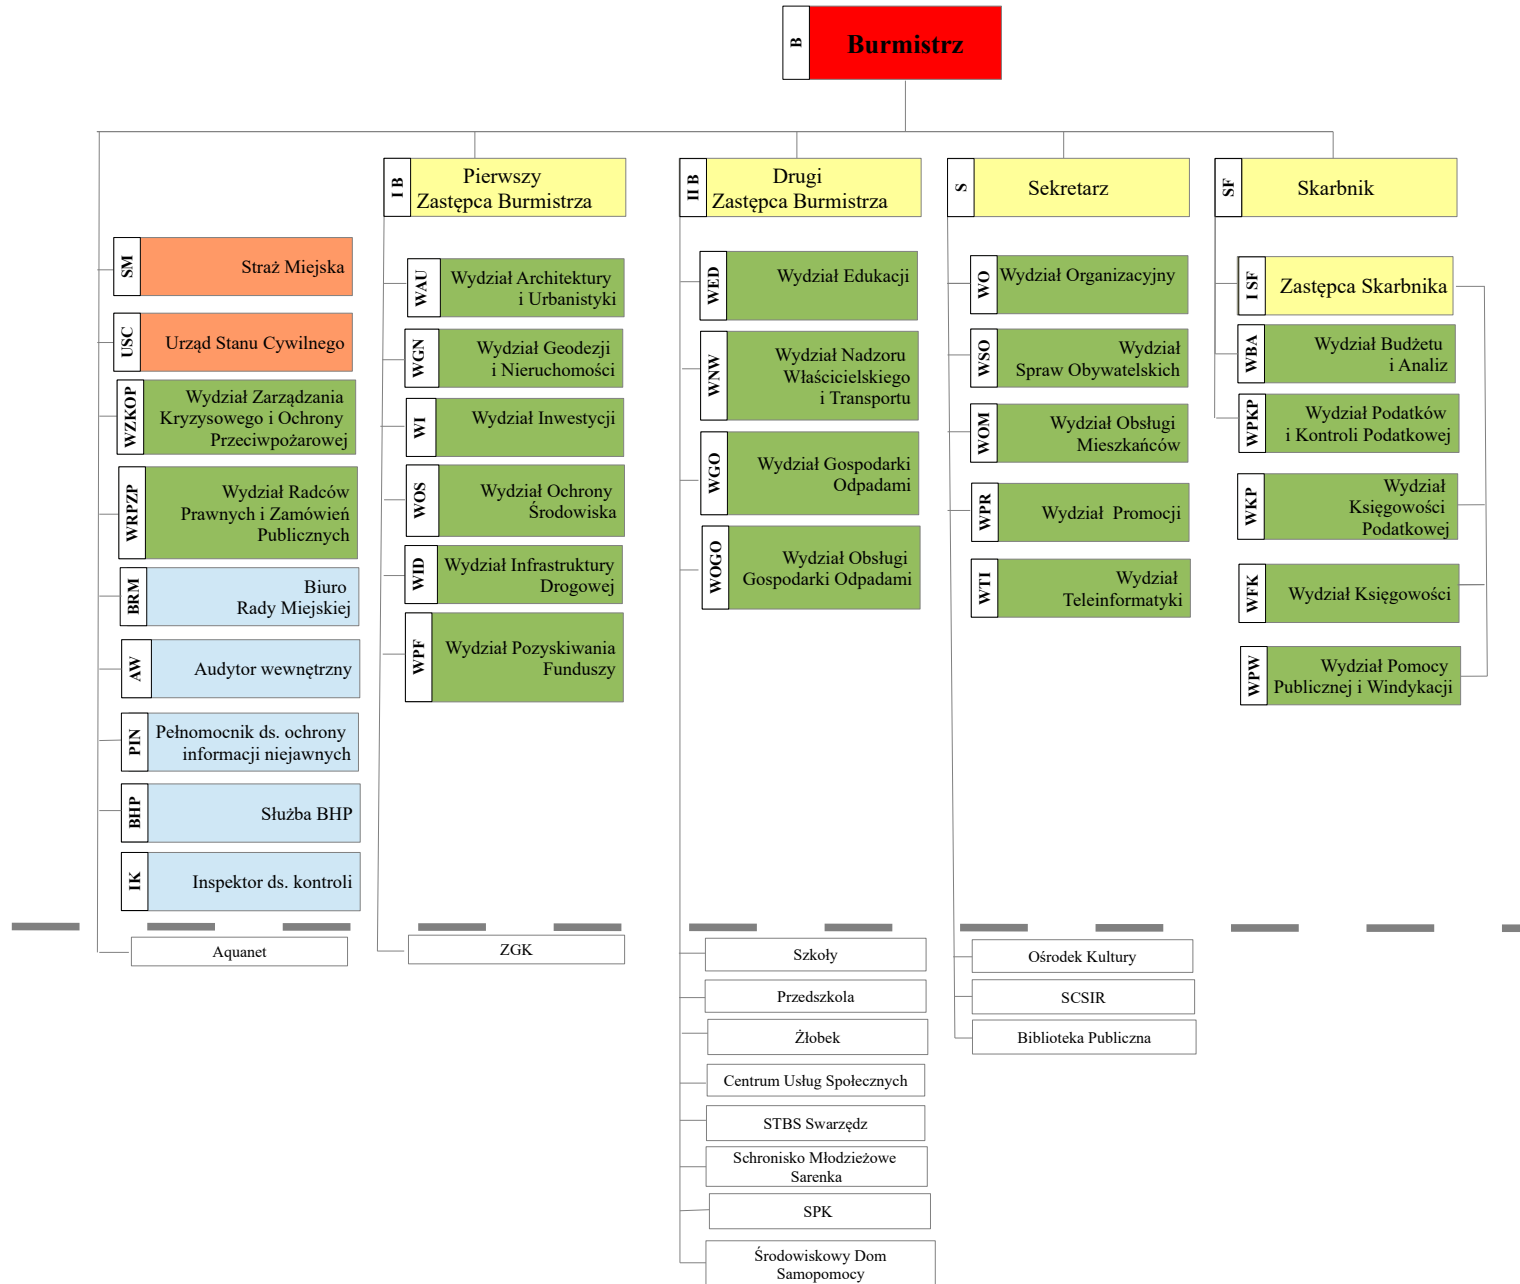 B
Burmistrz
I B
Pierwszy
Zastępca Burmistrza
II B
Drugi
Zastępca Burmistrza
S
Sekretarz
SF
Skarbnik
SM
Straż Miejska
USC
Urząd Stanu Cywilnego
WZKOP
Wydział Zarządzania
Kryzysowego i Ochrony
Przeciwpożarowej
WRPZP
Wydział Radców
Prawnych i Zamówień
Publicznych
BRM
Biuro
Rady Miejskiej
AW
Audytor wewnętrzny
PIN
Pełnomocnik ds. ochrony
informacji niejawnych
BHP
Służba BHP
IK
Inspektor ds. kontroli
Aquanet
WAU
Wydział Architektury
i Urbanistyki
WGN
Wydział Geodezji
i Nieruchomości
WI
Wydział Inwestycji
WOS
Wydział Ochrony
Środowiska
WID
Wydział Infrastruktury
Drogowej
WPF
Wydział Pozyskiwania
Funduszy
ZGK
WED
Wydział Edukacji
WNW
Wydział Nadzoru
Właścicielskiego
i Transportu
WGO
Wydział Gospodarki
Odpadami
WOGO
Wydział Obsługi
Gospodarki Odpadami
Szkoły
Przedszkola
Żłobek
Centrum Usług Społecznych
STBS Swarzędz
Schronisko Młodzieżowe
Sarenka
SPK
Środowiskowy Dom
Samopomocy
WO
Wydział Organizacyjny
WSO
Wydział
Spraw Obywatelskich
WOM
Wydział Obsługi
Mieszkańców
WPR
Wydział Promocji
WTI
Wydział
Teleinformatyki
Ośrodek Kultury
SCSIR
Biblioteka Publiczna
I SF
Zastępca Skarbnika
WBA
Wydział Budżetu
i Analiz
WPKP
Wydział Podatków
i Kontroli Podatkowej
WKP
Wydział
Księgowości
Podatkowej
WFK
Wydział Księgowości
WPW
Wydział Pomocy
Publicznej i Windykacji